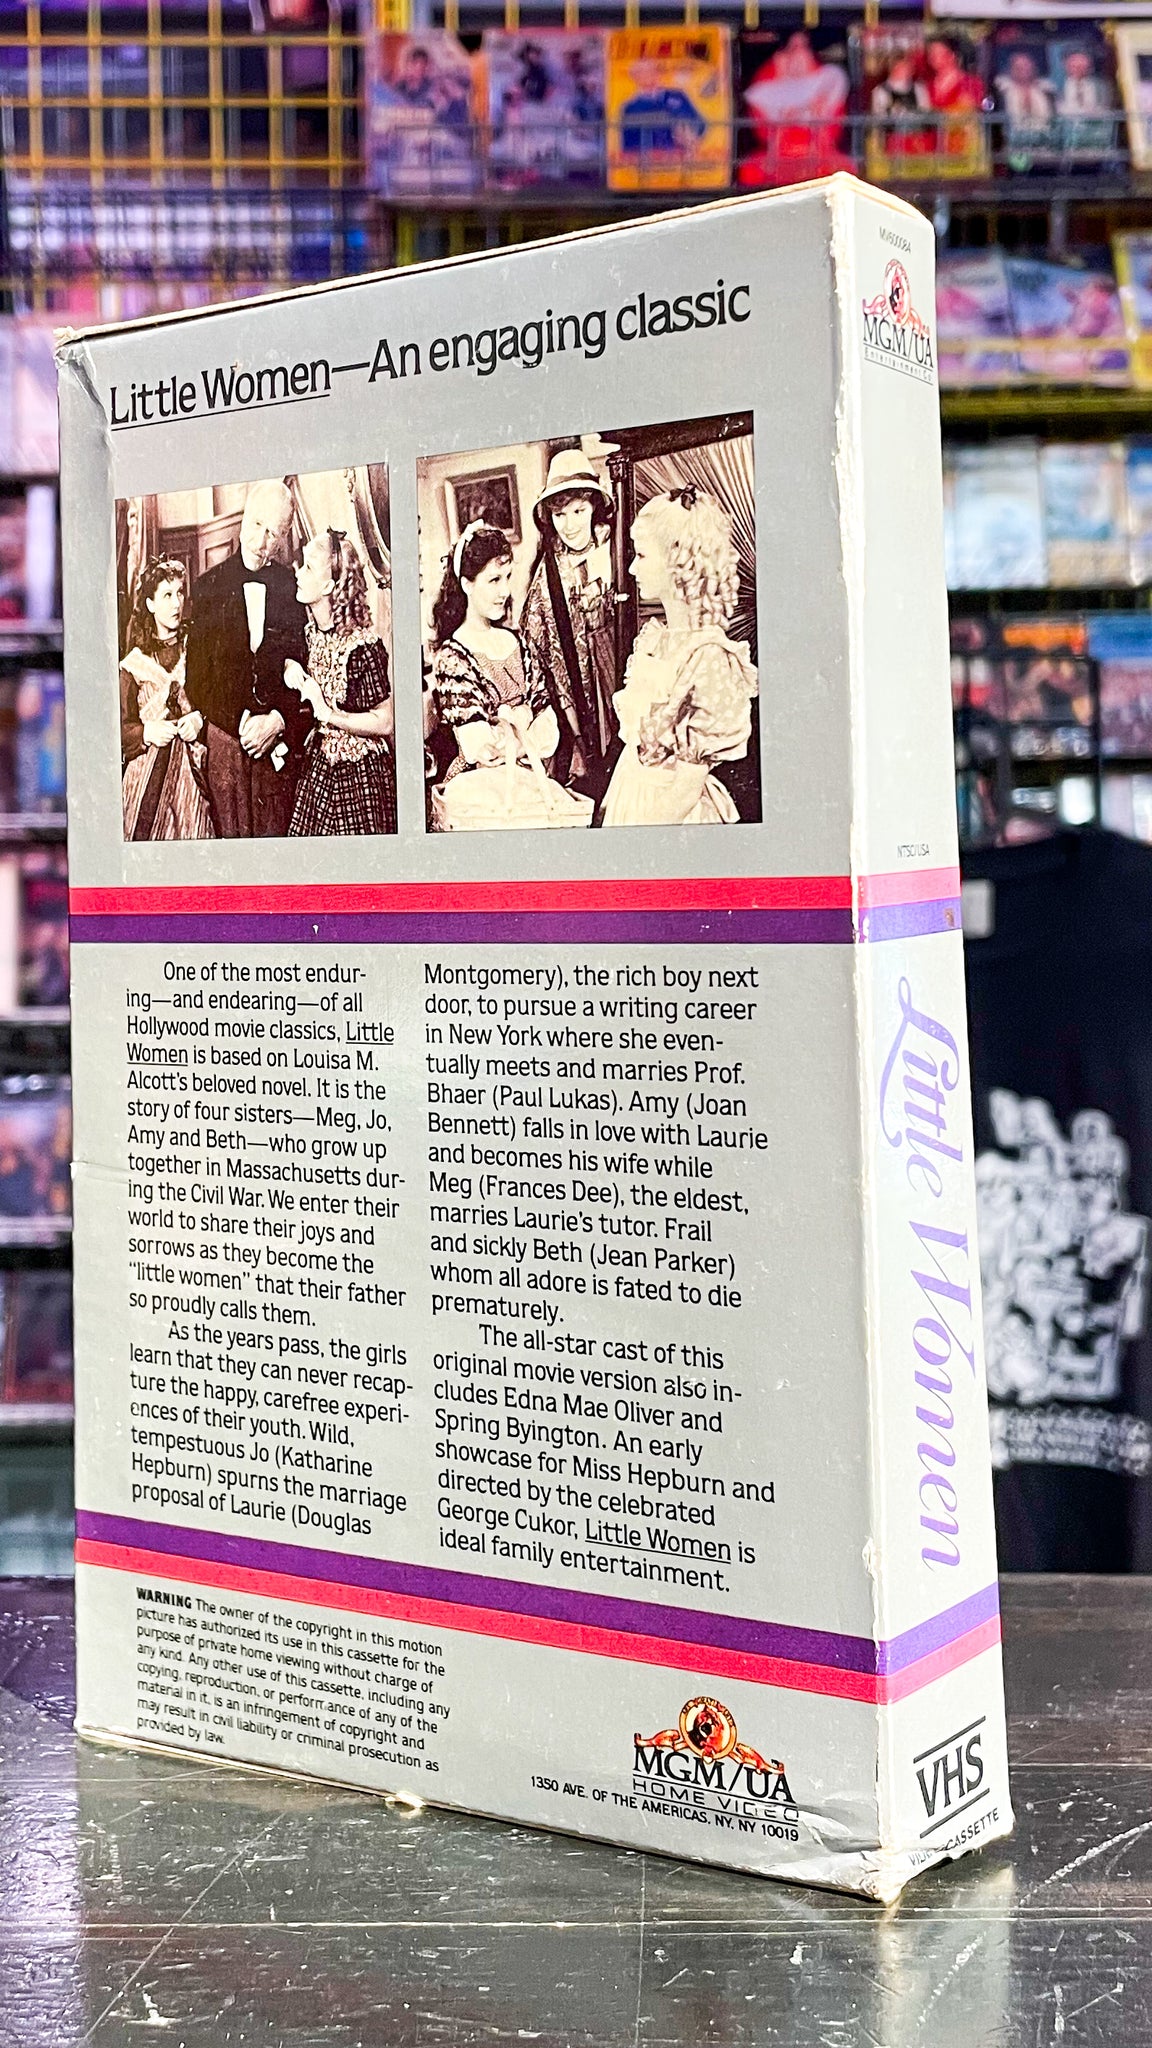 Little Women—An engaging classic
One of the most endur-
ing—and endearing—of all
Hollywood movie classics, Little
Women is based on Louisa M.
Alcott's beloved novel. It is the
story of four sisters—Meg, Jo,
Amy and Beth—who grow up
together in Massachusetts dur-
ing the Civil War. We enter their
world to share their joys and
sorrows as they become the
"little women" that their father
so proudly calls them.
As the years pass, the girls
learn that they can never recap-
ture the happy, carefree experi-
ences of their youth. Wild,
tempestuous Jo (Katharine
Hepburn) spurns the marriage
proposal of Laurie (Douglas
Montgomery), the rich boy next
door, to pursue a writing career
in New York where she even-
tually meets and marries Prof.
Bhaer (Paul Lukas). Amy (Joan
Bennett) falls in love with Laurie
and becomes his wife while
Meg (Frances Dee), the eldest,
marries Laurie's tutor. Frail
and sickly Beth (Jean Parker)
whom all adore is fated to die
prematurely.
The all-star cast of this
original movie version also in-
cludes Edna Mae Oliver and
Spring Byington. An early
showcase for Miss Hepburn and
directed by the celebrated
George Cukor, Little Women is
ideal family entertainment.
WARNING The owner of the copyright in this motion
picture has authorized its use in this cassette for the
purpose of private home viewing without charge of
any kind. Any other use of this cassette, including any
copying, reproduction, or performance of any of the
material in it, is an infringement of copyright and
may result in civil liability or criminal prosecution as
provided by law.
MGM/UA
HOME VIDEO
1350 AVE. OF THE AMERICAS, NY, NY 10019
MV600084
MGM/UA
Entertainment Co.
NTSC/USA
Little Women
VHS
VIDEOCASSETTE